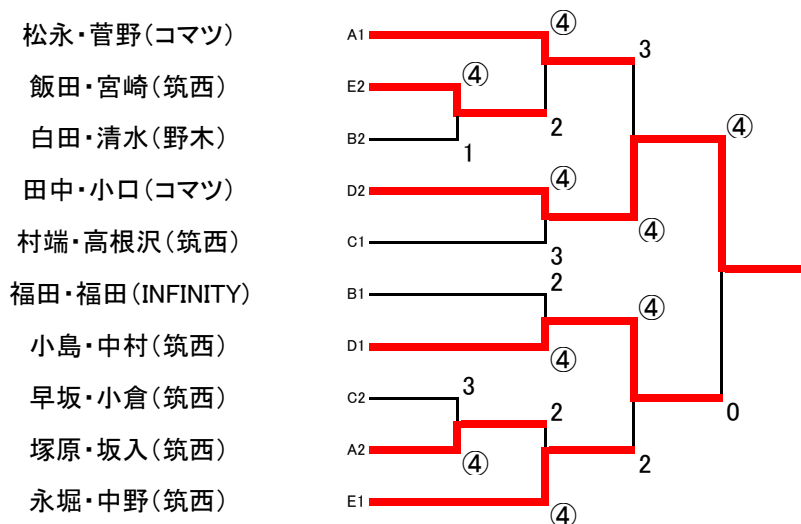 松永・菅野(コマツ) A1 ④
3
飯田・宮崎(筑西) E2 ④
2 ④
白田・清水(野木) B2 1
田中・小口(コマツ) D2 ④
④
村端・高根沢(筑西) C1 3
福田・福田(INFINITY) B1 2
④
小島・中村(筑西) D1 ④
早坂・小倉(筑西) C2 3
2 0
塚原・坂入(筑西) A2 ④ 2
永堀・中野(筑西) E1 ④